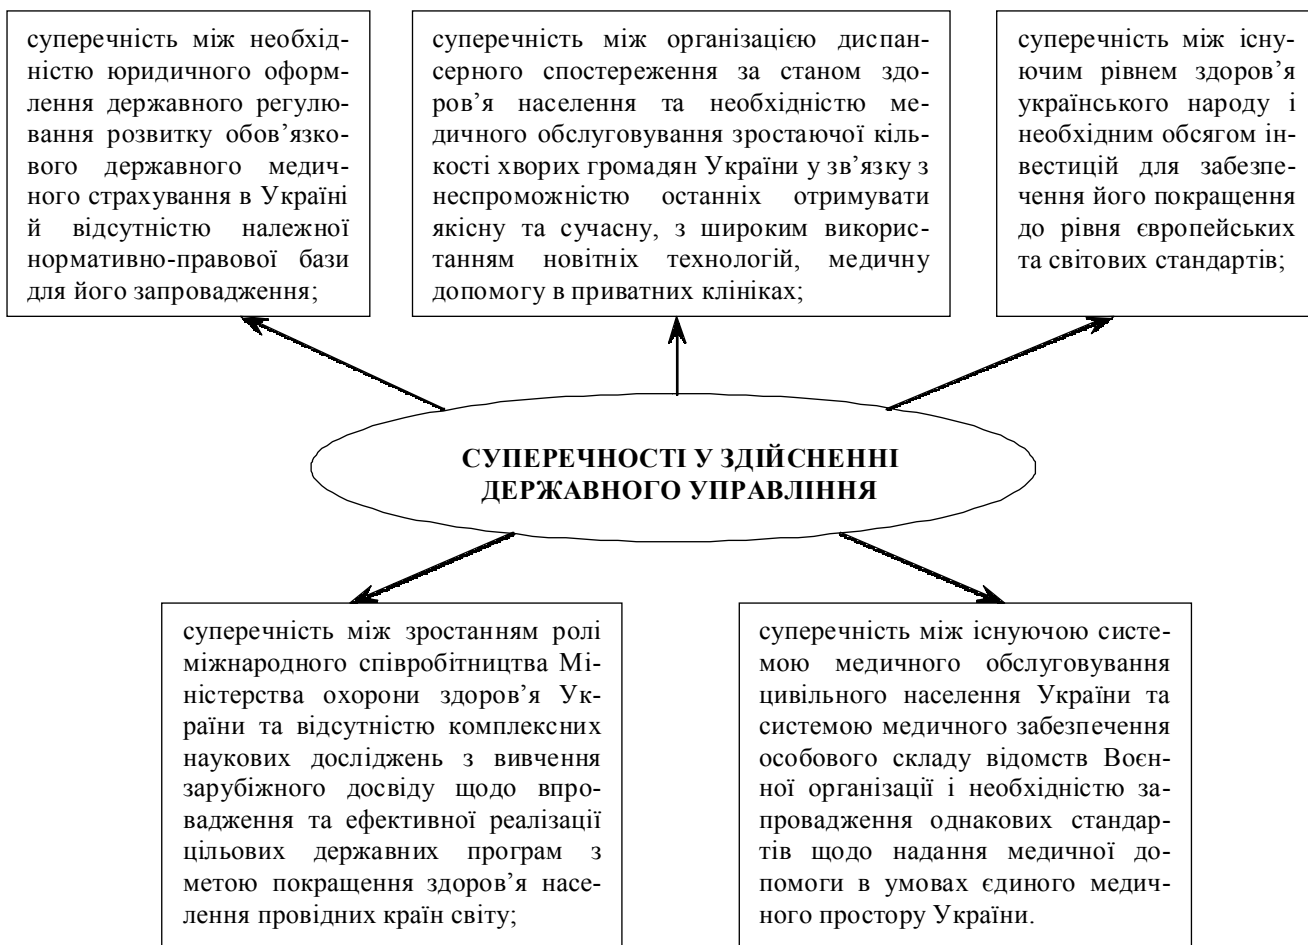 суперечність між необхід-
ністю юридичного оформ-
лення державного регулю-
вання розвитку обов’язко-
вого державного медич-
ного страхування в Україні
й відсутністю належної
нормативно-правової бази
для його запровадження;
суперечність між організацією диспан-
серного спостереження за станом здо-
ров’я населення та необхідністю ме-
дичного обслуговування зростаючої кіль-
кості хворих громадян України у зв’язку з
неспроможністю останніх отримувати
якісну та сучасну, з широким викорис-
танням новітніх технологій, медичну
допомогу в приватних клініках;
суперечність між існу-
ючим рівнем здоров’я
українського народу і
необхідним обсягом ін-
вестицій для забезпе-
чення його покращення
до рівня європейських
та світових стандартів;
СУПЕРЕЧНОСТІ У ЗДІЙСНЕННІ
ДЕРЖАВНОГО УПРАВЛІННЯ
суперечність між зростанням ролі
міжнародного співробітництва Мі-
ністерства охорони здоров’я Ук-
раїни та відсутністю комплексних
наукових досліджень з вивчення
зарубіжного досвіду щодо впро-
вадження та ефективної реалізації
цільових державних програм з
метою покращення здоров’я насе-
лення провідних країн світу;
суперечність між існуючою систе-
мою медичного обслуговування
цивільного населення України та
системою медичного забезпечення
особового складу відомств Воєн-
ної організації і необхідністю за-
провадження однакових стандар-
тів щодо надання медичної до-
помоги в умовах єдиного медич-
ного простору України.